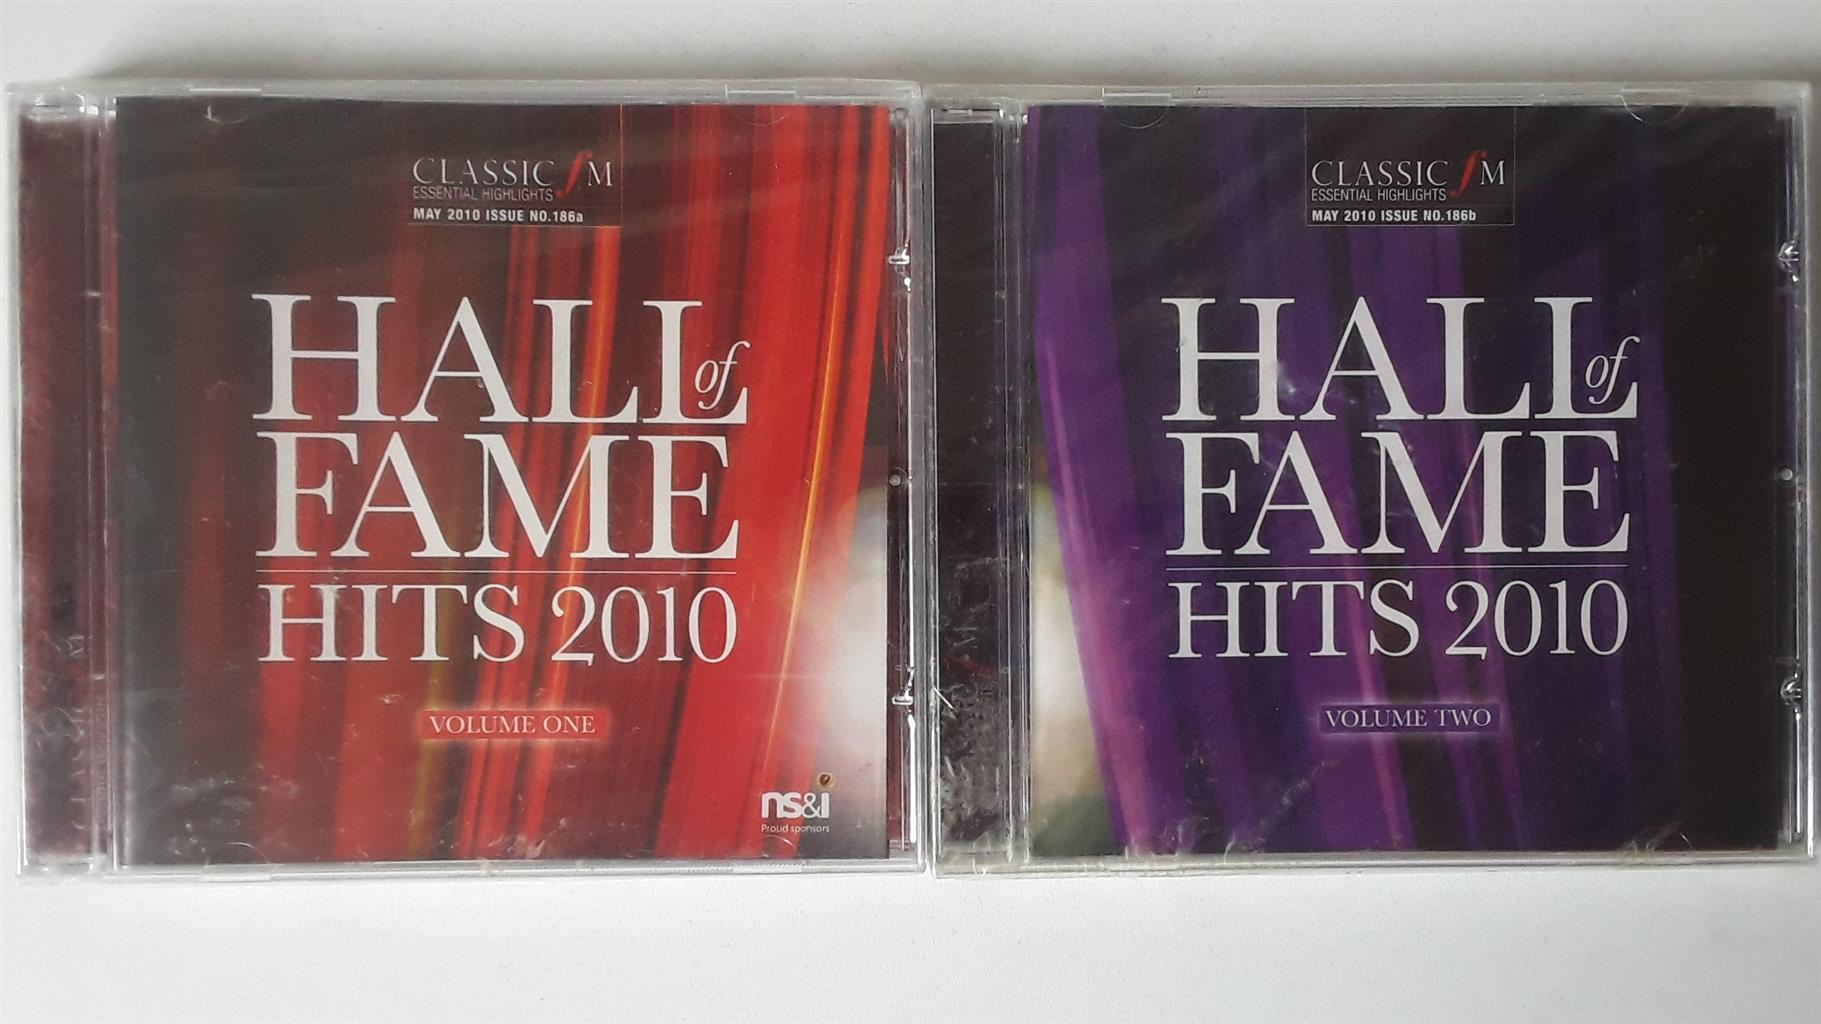 CLASSIC fM
ESSENTIAL HIGHLIGHTS
MAY 2010 ISSUE NO.186a
HALL of
FAME
HITS 2010
VOLUME ONE
ns&i
Proud sponsors
CLASSIC fM
ESSENTIAL HIGHLIGHTS
MAY 2010 ISSUE NO.186b
HALL of
FAME
HITS 2010
VOLUME TWO